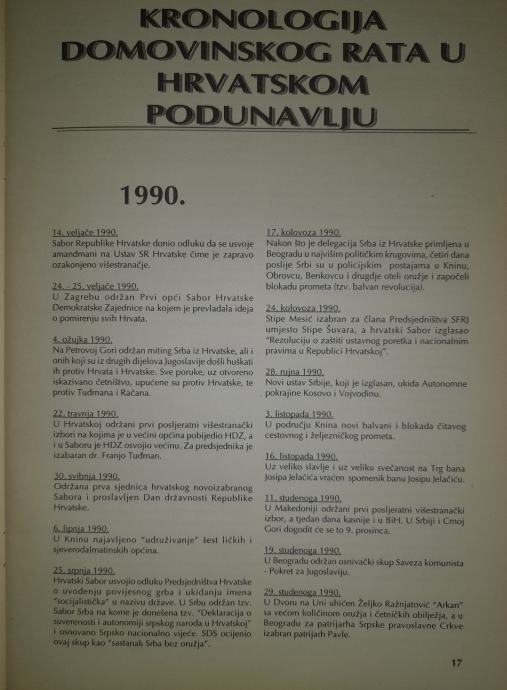 KRONOLOGIJA
DOMOVINSKOG RATA U
HRVATSKOM
PODUNAVLJU
1990.
14. veljače 1990.
Sabor Republike Hrvatske donio odluku da se usvoje
amandmani na Ustav SR Hrvatske čime je zapravo
ozakonjeno višestranačje.
24. - 25. veljače 1990.
U Zagrebu održan Prvi opći Sabor Hrvatske
Demokratske Zajednice na kojem je prevladala ideja
o pomirenju svih Hrvata.
4. ožujka 1990.
Na Petrovoj Gori održan miting Srba iz Hrvatske, ali i
onih koji su iz drugih dijelova Jugoslavije došli huškati
ih protiv Hrvata i Hrvatske. Sve poruke, uz otvoreno
iskazivano četništvo, upućene su protiv Hrvatske, te
protiv Tuđmana i Račana.
22. travnja 1990.
U Hrvatskoj održani prvi posljeratni višestranački
izbori na kojima je u većini općina pobijedio HDZ, a
i u Saboru je HDZ osvojio većinu. Za predsjednika je
izabaran dr. Franjo Tuđman.
30. svibnja 1990.
Održana prva sjednica hrvatskog novoizabranog
Sabora i proslavljen Dan državnosti Republike
Hrvatske.
6. lipnja 1990.
U Kninu najavljeno "udruživanje" šest ličkih i
sjeverodalmatinskih općina.
25. srpnja 1990.
Hrvatski Sabor usvojio odluku Predsjedništva Hrvatske
o uvođenju povijesnog grba i ukidanju imena
"socijalistička" u nazivu države. U Srbu održan tzv.
Sabor Srba na kome je donešena tzv. "Deklaracija o
suverenosti i autonomiji srpskog naroda u Hrvatskoj"
i osnovano Srpsko nacionalno vijeće. SDS ocijenio
ovaj skup kao "sastanak Srba bez oružja".
17. kolovoza 1990.
Nakon što je delegacija Srba iz Hrvatske primljena u
Beogradu u najvišim političkim krugovima, četiri dana
poslije Srbi su u policijskim postajama u Kninu,
Obrovcu, Benkovcu i drugdje oteli oružje i započeli
blokadu prometa (tzv. balvan revolucija).
24. kolovoza 1990.
Stipe Mesić izabran za člana Predsjedništva SFRJ
umjesto Stipe Šuvara, a hrvatski Sabor izglasao
"Rezoluciju o zaštiti ustavnog poretka i nacionalnim
pravima u Republici Hrvatskoj".
28. rujna 1990.
Novi ustav Srbije, koji je izglasan, ukida Autonomne
pokrajine Kosovo i Vojvodinu.
3. listopada 1990.
U području Knina novi balvani i blokada čitavog
cestovnog i željezničkog prometa.
16. listopada 1990.
Uz veliko slavlje i uz veliku svečanost na Trg bana
Josipa Jelačića vraćen spomenik banu Josipu Jelačiću.
11. studenoga 1990.
U Makedoniji održani prvi posljeratni višestranački
izbor, a tjedan dana kasnije i u BiH. U Srbiji i Crnoj
Gori dogodit će se to 9. prosinca.
19. studenoga 1990.
U Beogradu održan osnivački skup Saveza komunista
- Pokret za Jugoslaviju.
29. studenoga 1990.
U Dvoru na Uni uhićen Željko Ražnjatović "Arkan"
sa većom količinom oružja i četničkih obilježja, a u
Beogradu za patrijarha Srpske pravoslavne Crkve
izabran patrijarh Pavle.
17